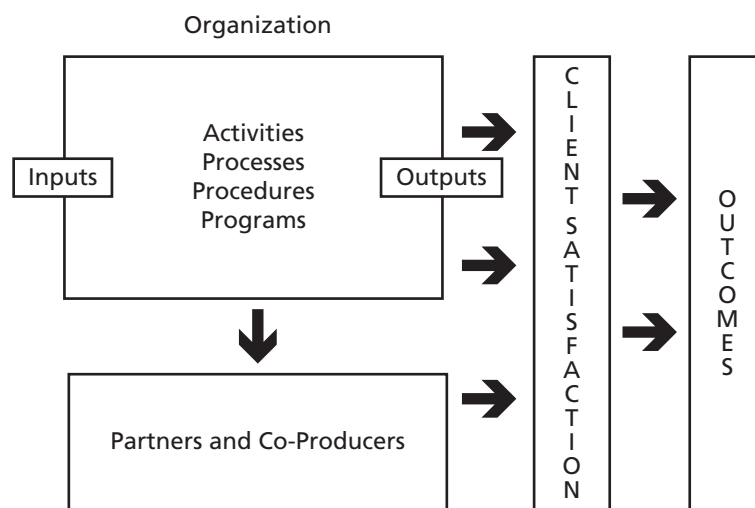 Organization
Activities
Processes
Procedures
Programs
Inputs
Outputs
Partners and Co-Producers
CLIENT SATISFACTION
OUTCOMES